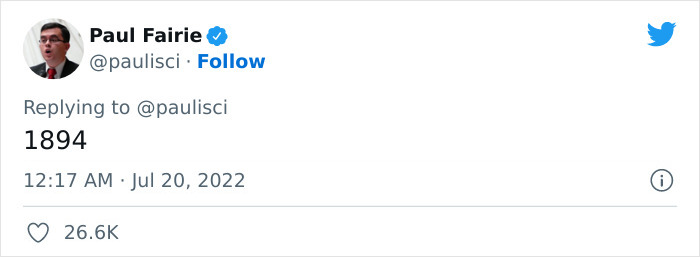 Paul Fairie
@paulisci · Follow
Replying to @paulisci
1894
12:17 AM · Jul 20, 2022
26.6K